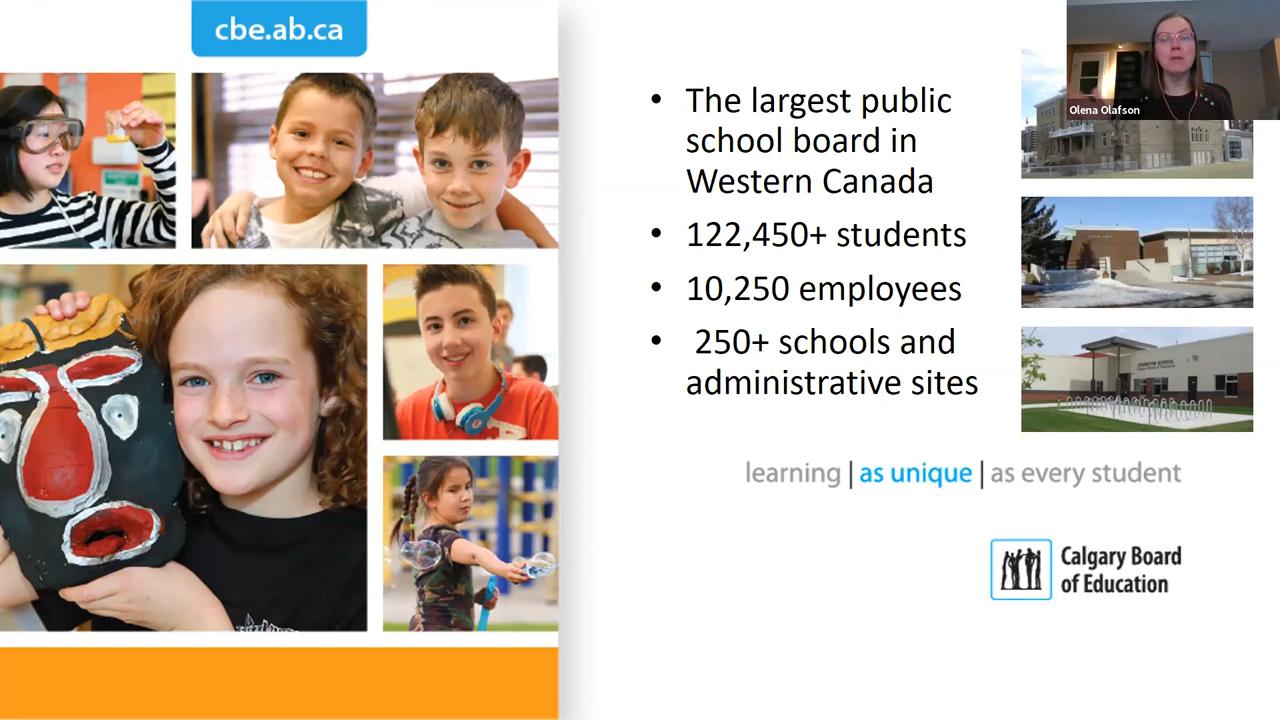 cbe.ab.ca
• The largest public
school board in
Western Canada
• 122,450+ students
• 10,250 employees
• 250+ schools and
administrative sites
Olena Olafson
learning | as unique | as every student
Calgary Board
of Education